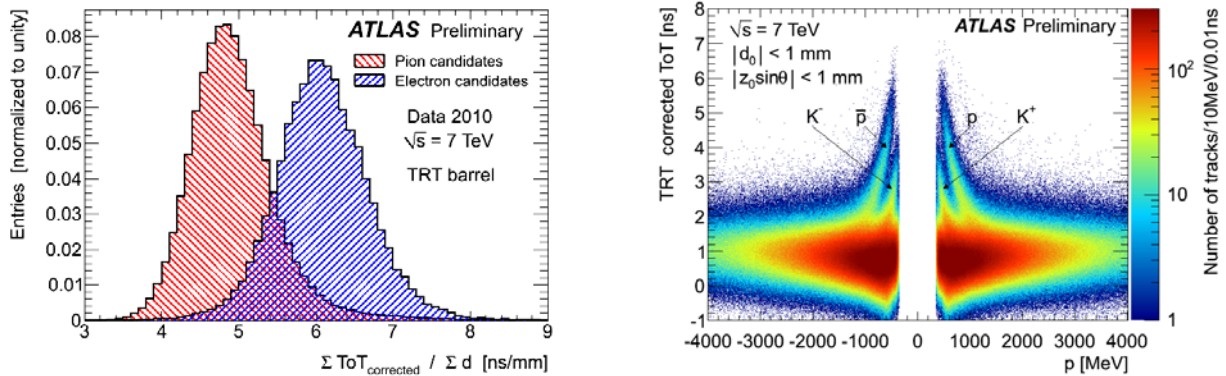 ATLAS Preliminary
Pion candidates
Electron candidates
Data 2010
√s = 7 TeV
TRT barrel
Entries [normalized to unity]
0.08
0.07
0.06
0.05
0.04
0.03
0.02
0.01
0
3 4 5 6 7 8 9
Σ ToT_corrected / Σ d [ns/mm]
TRT corrected ToT [ns]
8
7
6
5
4
3
2
1
0
-1
√s = 7 TeV
ATLAS Preliminary
|d₀| < 1 mm
|z₀sinθ| < 1 mm
K⁻ p̄ p K⁺
-4000 -3000 -2000 -1000 0 1000 2000 3000 4000
p [MeV]
10²
10
1
Number of tracks/10MeV/0.01ns